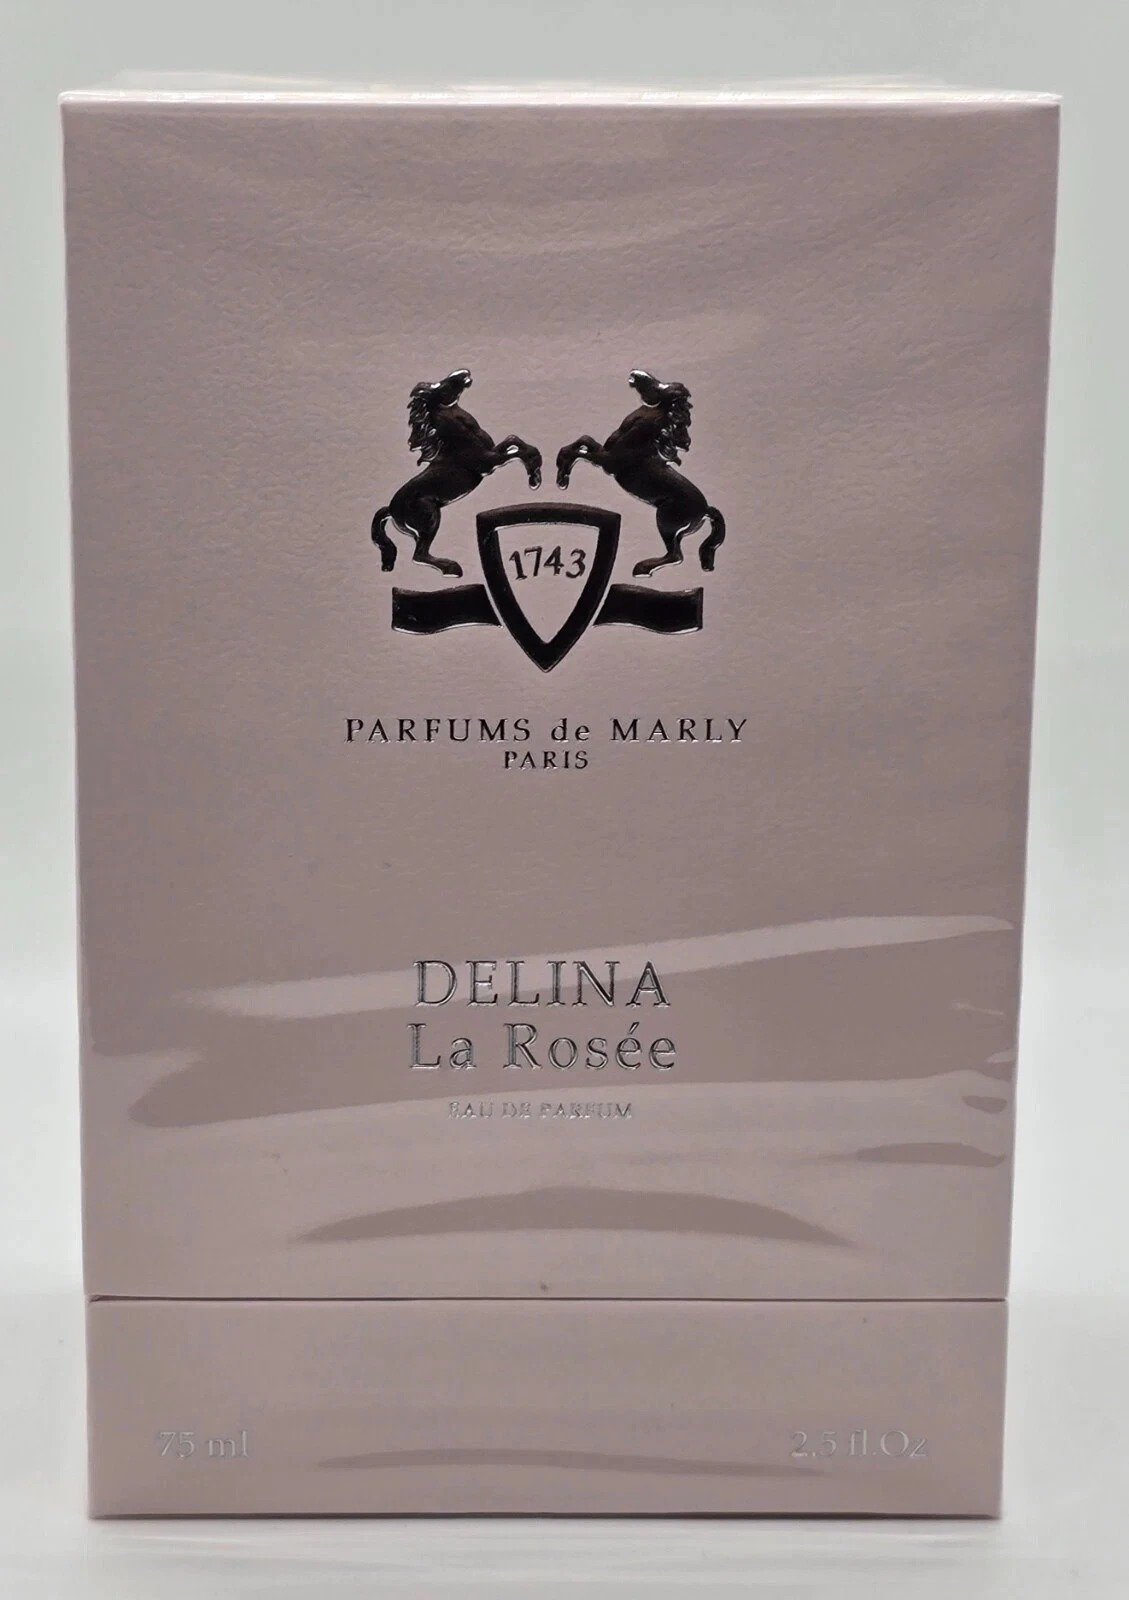 1743
PARFUMS de MARLY
PARIS
DELINA
La Rosée
EAU DE PARFUM
75 ml
2.5 fl.Oz